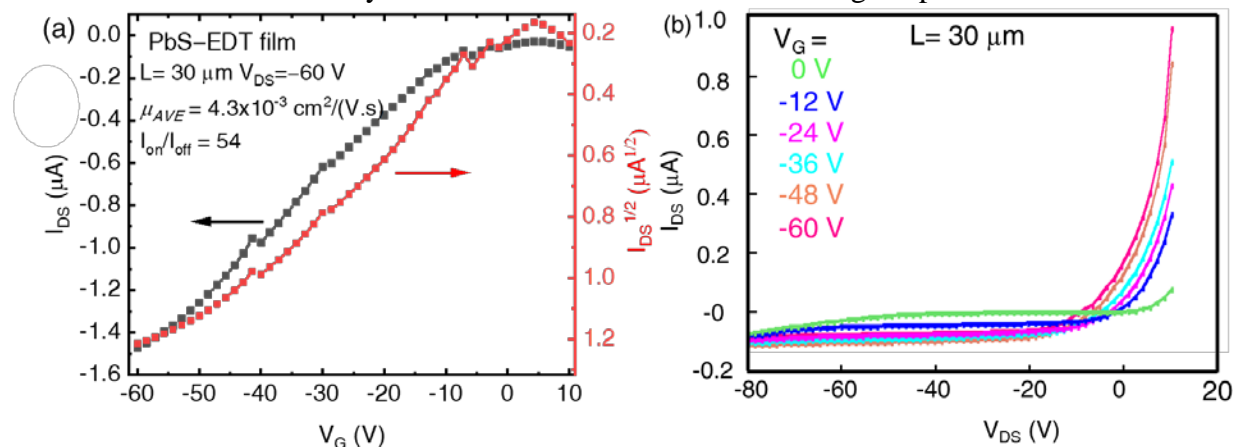 (a)
PbS–EDT film
L= 30 μm V_DS=–60 V
μ_AVE = 4.3x10^-3 cm^2/(V.s)
I_on/I_off = 54
0.0
-0.2
-0.4
-0.6
-0.8
-1.0
-1.2
-1.4
-1.6
I_DS (μA)
-60 -50 -40 -30 -20 -10 0 10
V_G (V)
0.2
0.4
0.6
0.8
1.0
1.2
I_DS^1/2 (μA^1/2)
(b)
V_G =
L= 30 μm
0 V
-12 V
-24 V
-36 V
-48 V
-60 V
1.0
0.8
0.6
0.4
0.2
-0
-0.2
I_DS (μA)
-80 -60 -40 -20 0 20
V_DS (V)